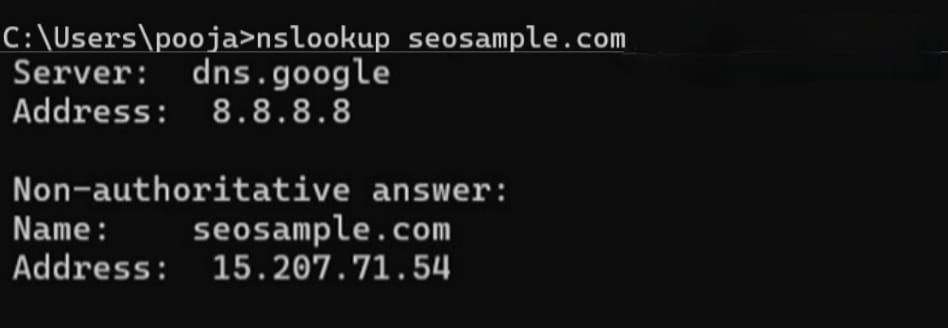 C:\Users\pooja>nslookup seosample.com
Server:  dns.google
Address:  8.8.8.8
Non-authoritative answer:
Name:    seosample.com
Address:  15.207.71.54